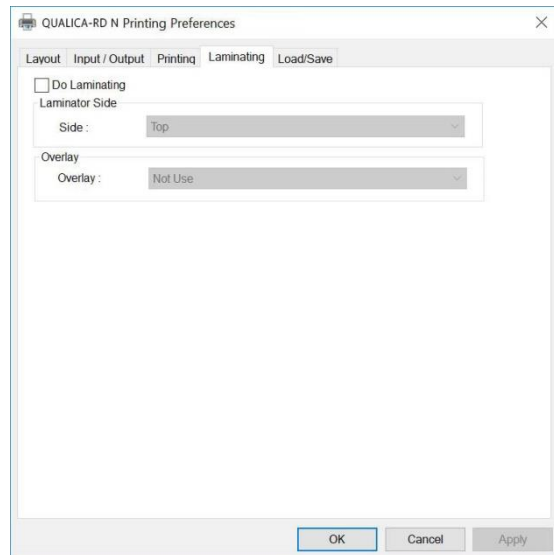 QUALICA-RD N Printing Preferences
Layout Input / Output Printing Laminating Load/Save
Do Laminating
Laminator Side
Side : Top
Overlay
Overlay : Not Use
OK Cancel Apply